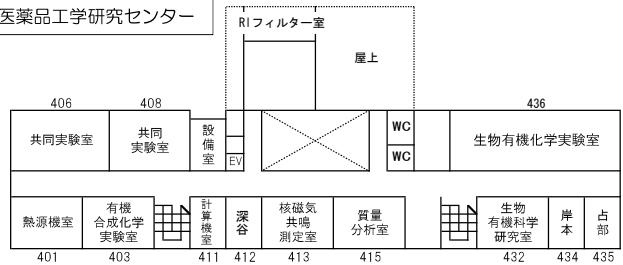 医薬品工学研究センター
RIフィルター室
屋上
406
408
436
共同実験室
共同
実験室
設備室
EV
WC
WC
生物有機化学実験室
熱源機室
有機
合成化学
実験室
計算機室
深谷
核磁気
共鳴
測定室
質量
分析室
生物
有機科学
研究室
岸本
占部
401
403
411
412
413
415
432
434
435